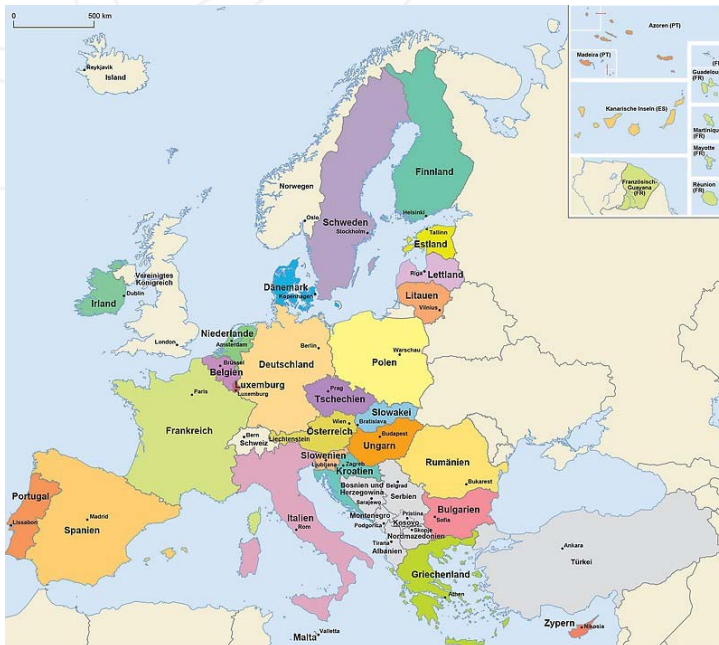 0
500 km
Azoren (PT)
Madeira (PT)
Guadelou
(FR)
Kanarische Inseln (ES)
Martiniqu
(FR)
Mayotte
(FR)
Réunion
(FR)
Französisch-
Guayana
(FR)
Reykjavik
Island
Norwegen
Oslo
Schweden
Stockholm
Finnland
Helsinki
Tallinn
Estland
Riga
Lettland
Litauen
Vilnius
Vereinigtes
Königreich
Dublin
Irland
London
Dänemark
Kopenhagen
Niederlande
Amsterdam
Brüssel
Belgien
Luxemburg
Luxemburg
Berlin
Deutschland
Warschau
Polen
Prag
Tschechien
Slowakei
Bratislava
Wien
Österreich
Budapest
Ungarn
Paris
Frankreich
Bern
Schweiz
Liechtenstein
Slowenien
Ljubljana
Zagreb
Kroatien
Rumänien
Bukarest
Bosnien und
Herzegowina
Sarajewo
Belgrad
Serbien
Montenegro
Podgorica
Pristina
Kosovo
Skopje
Nordmazedonien
Tirana
Albanien
Bulgarien
Sofia
Portugal
Lissabon
Madrid
Spanien
Italien
Rom
Griechenland
Athen
Ankara
Türkei
Malta
Valletta
Zypern
Nikosia